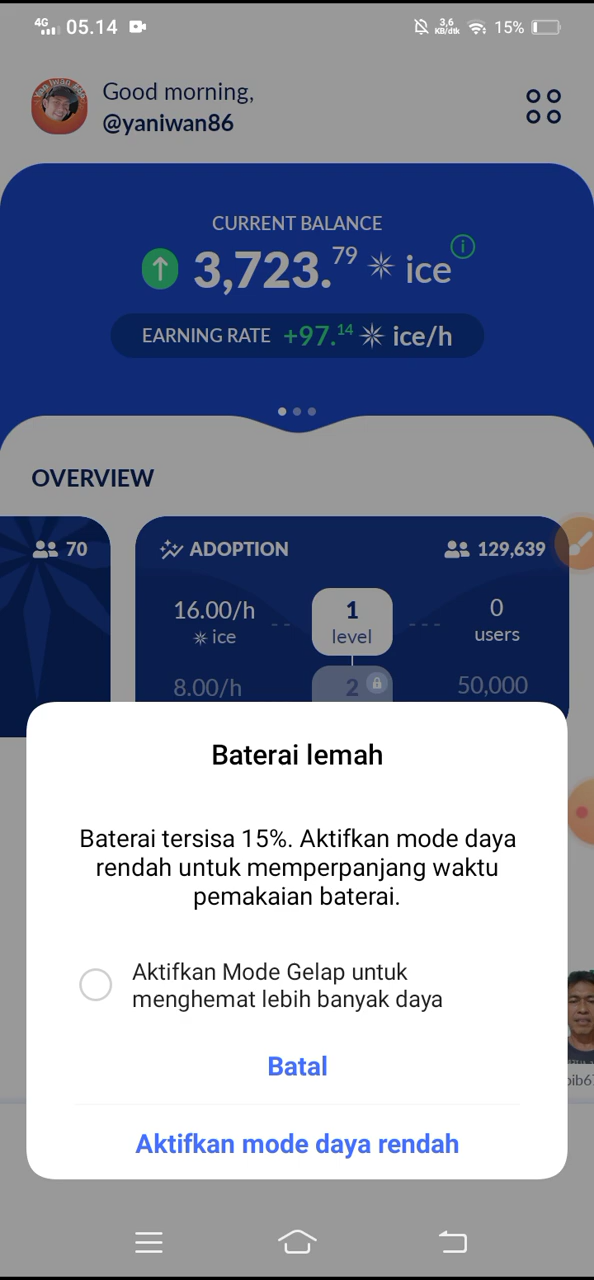 4G 05.14 3,6 KB/dtk 15%
Good morning,
@yaniwan86
CURRENT BALANCE
3,723.79 ice
EARNING RATE +97.14 ice/h
OVERVIEW
70
ADOPTION 129,639
16.00/h 1 0
ice level users
8.00/h 2 50,000
Baterai lemah
Baterai tersisa 15%. Aktifkan mode daya
rendah untuk memperpanjang waktu
pemakaian baterai.
Aktifkan Mode Gelap untuk
menghemat lebih banyak daya
Batal
Aktifkan mode daya rendah